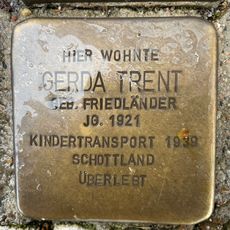 HIER WOHNTE
GERDA TRENT
GEB. FRIEDLÄNDER
JG. 1921
KINDERTRANSPORT 1939
SCHOTTLAND
ÜBERLEBT